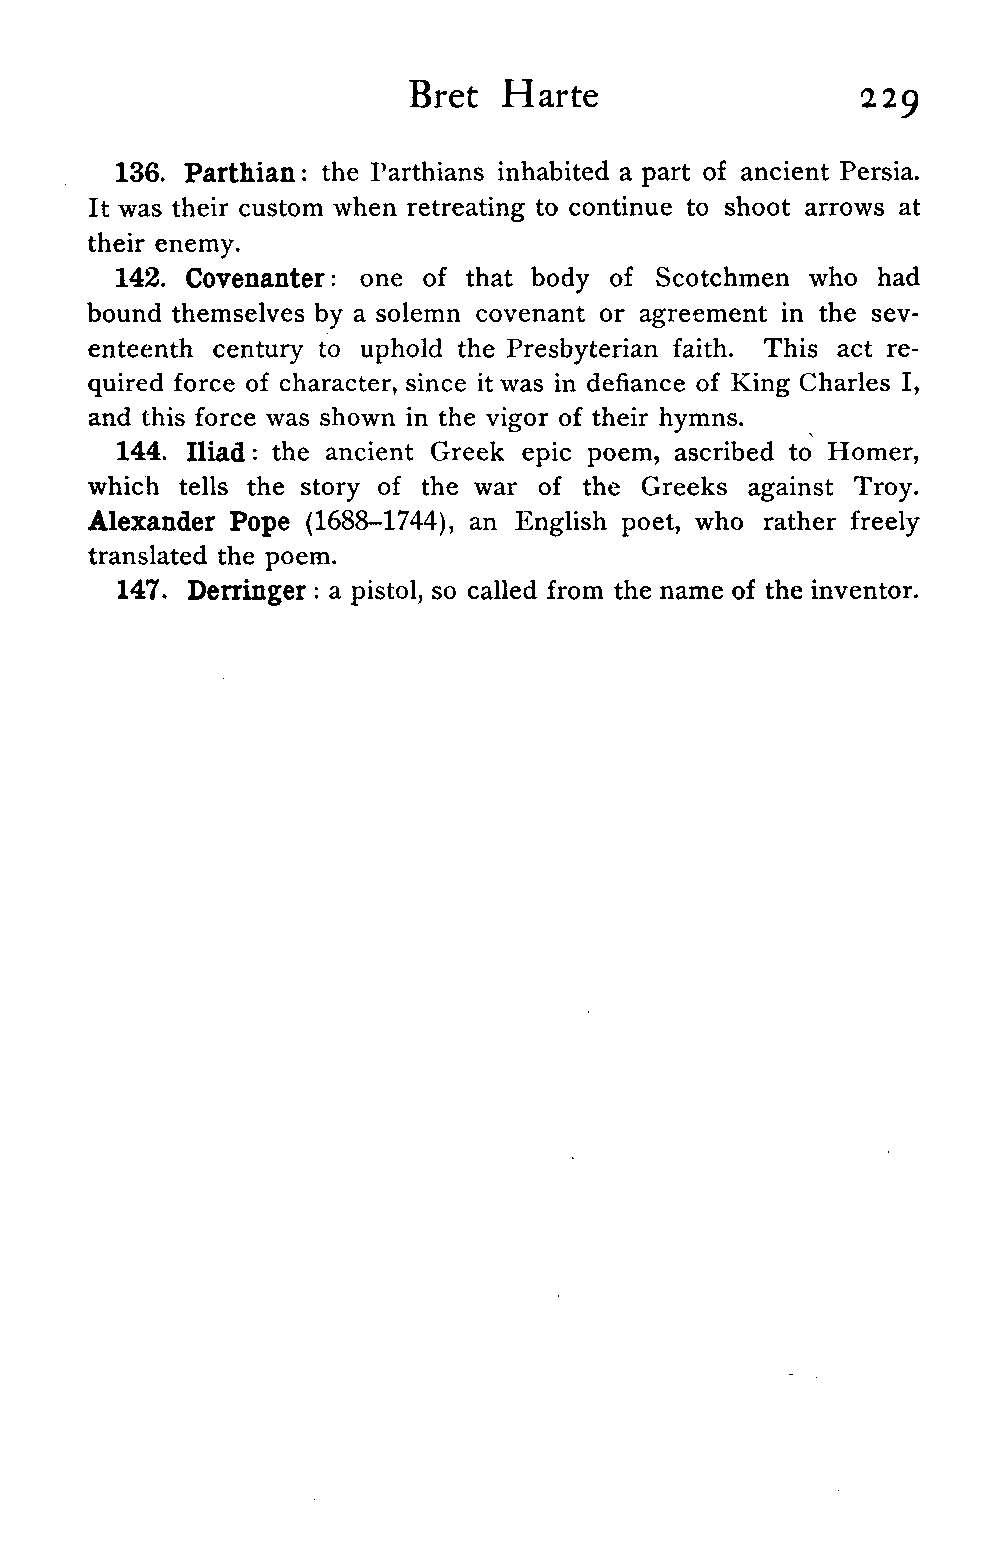 Bret Harte 229
136. Parthian: the Parthians inhabited a part of ancient Persia.
It was their custom when retreating to continue to shoot arrows at
their enemy.
142. Covenanter: one of that body of Scotchmen who had
bound themselves by a solemn covenant or agreement in the sev-
enteenth century to uphold the Presbyterian faith. This act re-
quired force of character, since it was in defiance of King Charles I,
and this force was shown in the vigor of their hymns.
144. Iliad: the ancient Greek epic poem, ascribed to Homer,
which tells the story of the war of the Greeks against Troy.
Alexander Pope (1688–1744), an English poet, who rather freely
translated the poem.
147. Derringer: a pistol, so called from the name of the inventor.